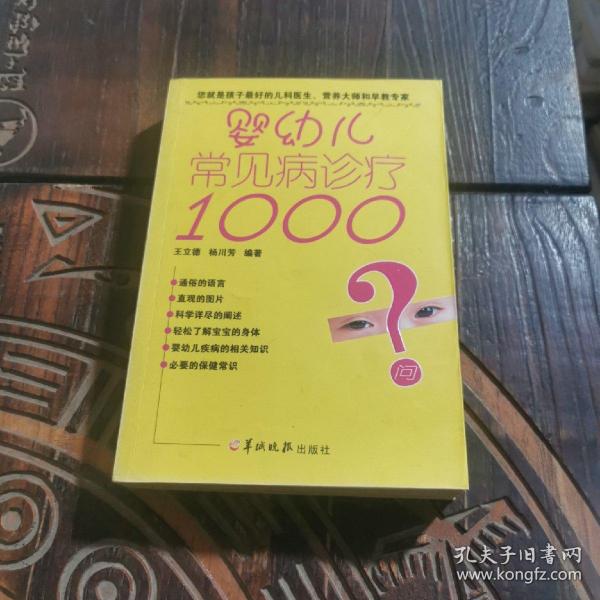 您就是孩子最好的儿科医生、营养大师和早教专家
婴幼儿
常见病诊疗
1000
王立德 杨川芳 编著
通俗的语言
直观的图片
科学详尽的阐述
轻松了解宝宝的身体
婴幼儿疾病的相关知识
必要的保健常识
?
问
羊城晚报出版社
孔夫子旧书网
www.kongfz.com